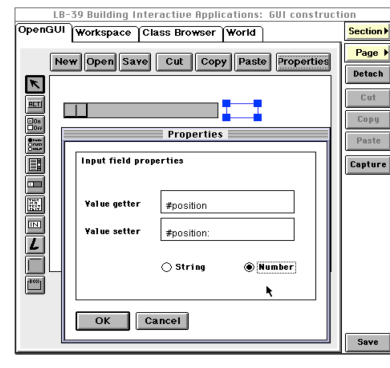 LB-39 Building Interactive Applications: GUI construction
OpenGUI Workspace Class Browser World
Section
Page
Detach
Cut
Copy
Paste
Capture
New Open Save Cut Copy Paste Properties
Properties
Input field properties
Value getter #position
Value setter #position:
String Number
OK Cancel
Save